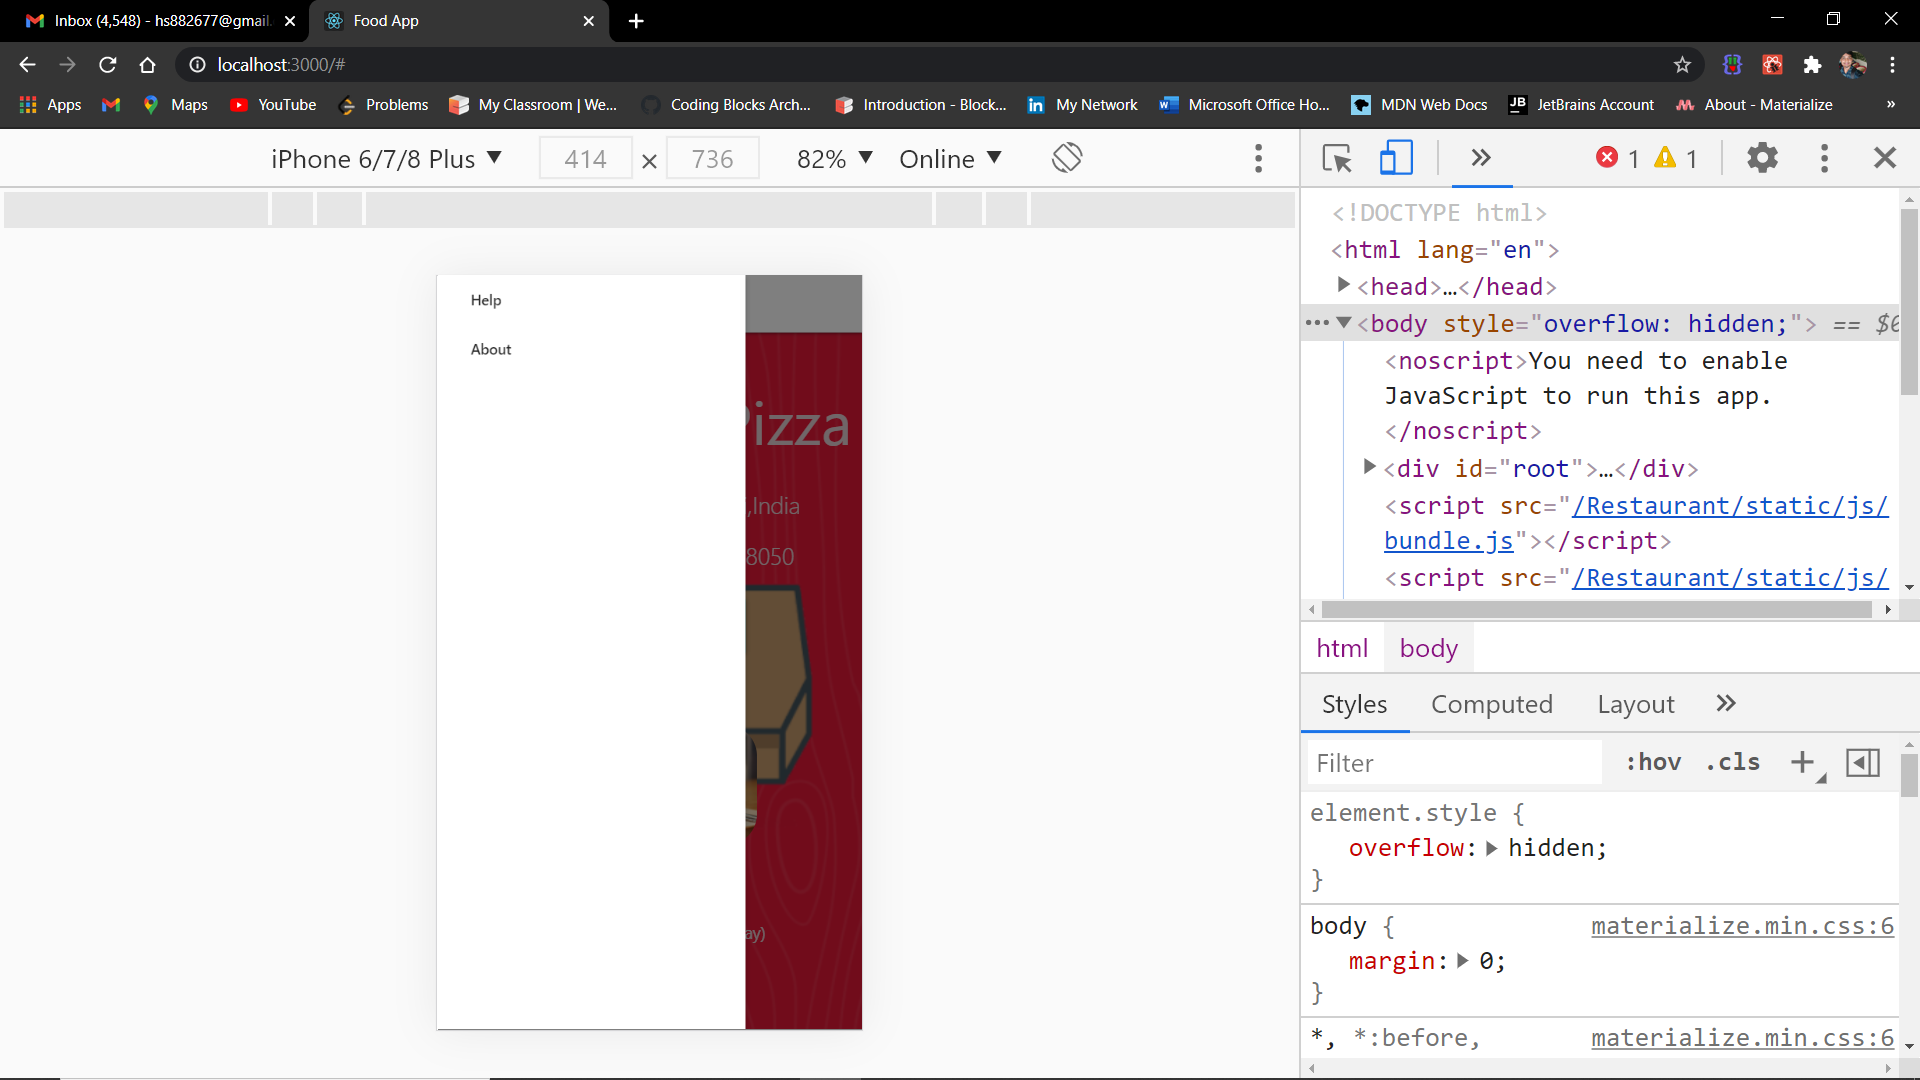 Inbox (4,548) - hs882677@gmail.
Food App
localhost:3000/#
Apps
Maps
YouTube
Problems
My Classroom | We...
Coding Blocks Arch...
Introduction - Block...
My Network
Microsoft Office Ho...
MDN Web Docs
JetBrains Account
About - Materialize
»
iPhone 6/7/8 Plus
414 × 736
82%
Online
1
1
Help
About
Pizza
,India
8050
ay)
<!DOCTYPE html>
<html lang="en">
<head>…</head>
<body style="overflow: hidden;"> == $0
<noscript>You need to enable
JavaScript to run this app.
</noscript>
<div id="root">…</div>
<script src="/Restaurant/static/js/
bundle.js"></script>
<script src="/Restaurant/static/js/
html body
Styles Computed Layout »
Filter :hov .cls +
element.style {
overflow: hidden;
}
body { materialize.min.css:6
margin: 0;
}
*, *:before, materialize.min.css:6